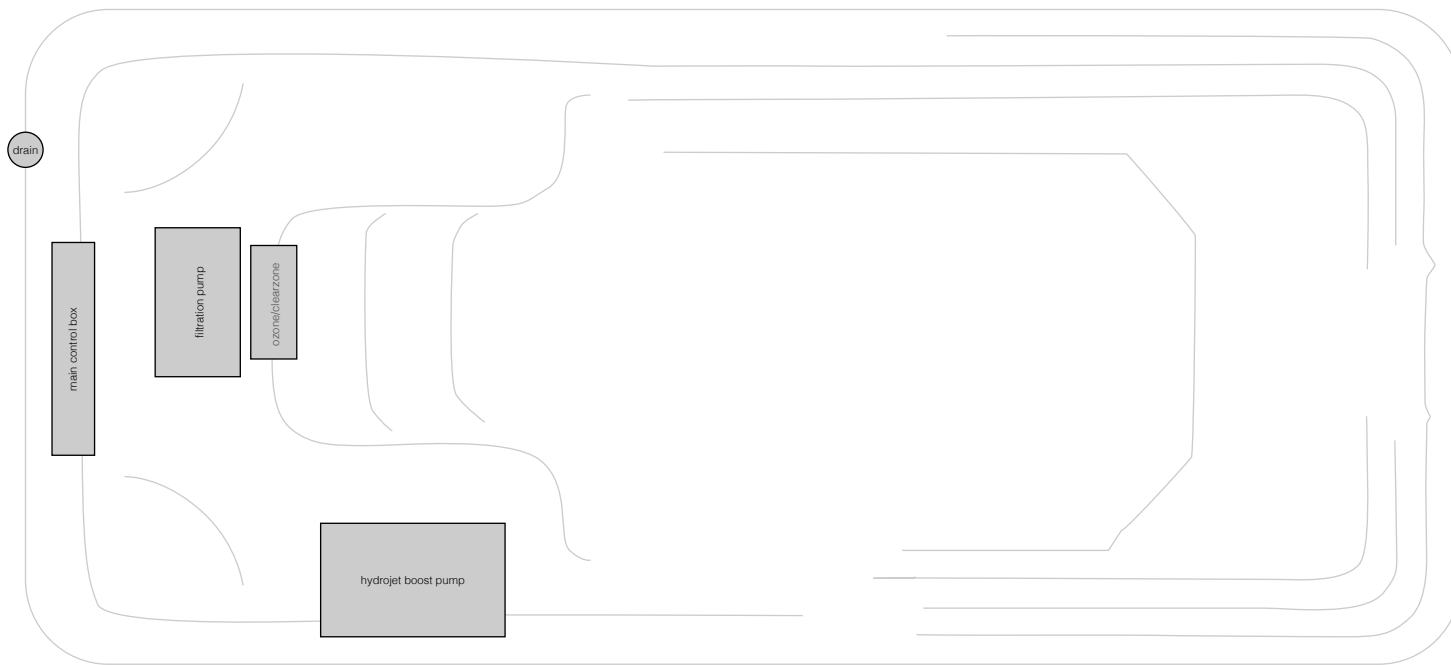 drain
main control box
filtration pump
ozone/clearzone
hydrojet boost pump